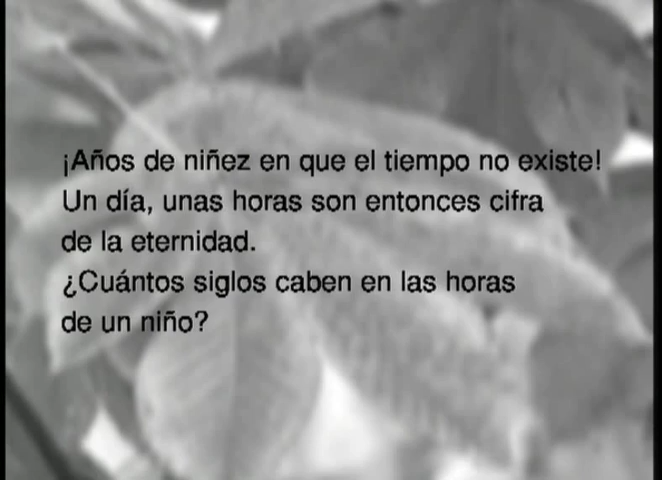 ¡Años de niñez en que el tiempo no existe!
Un día, unas horas son entonces cifra
de la eternidad.
¿Cuántos siglos caben en las horas
de un niño?